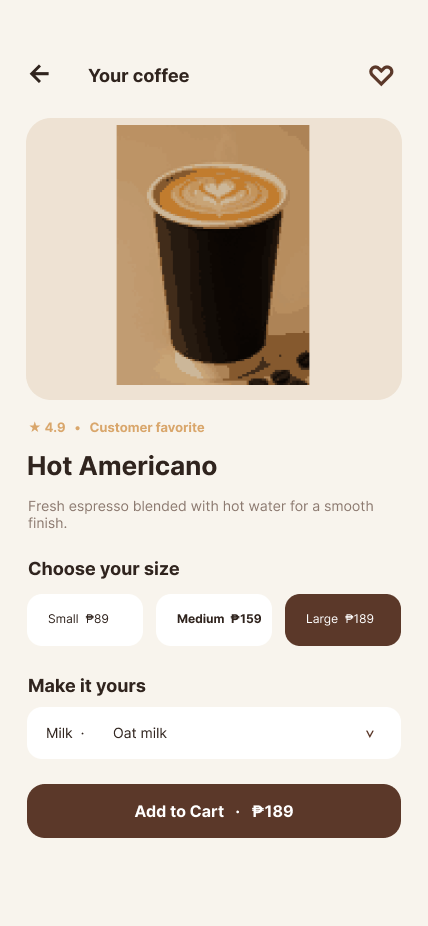 Your coffee
★ 4.9 • Customer favorite
Hot Americano
Fresh espresso blended with hot water for a smooth
finish.
Choose your size
Small ₱89
Medium ₱159
Large ₱189
Make it yours
Milk · Oat milk
Add to Cart · ₱189